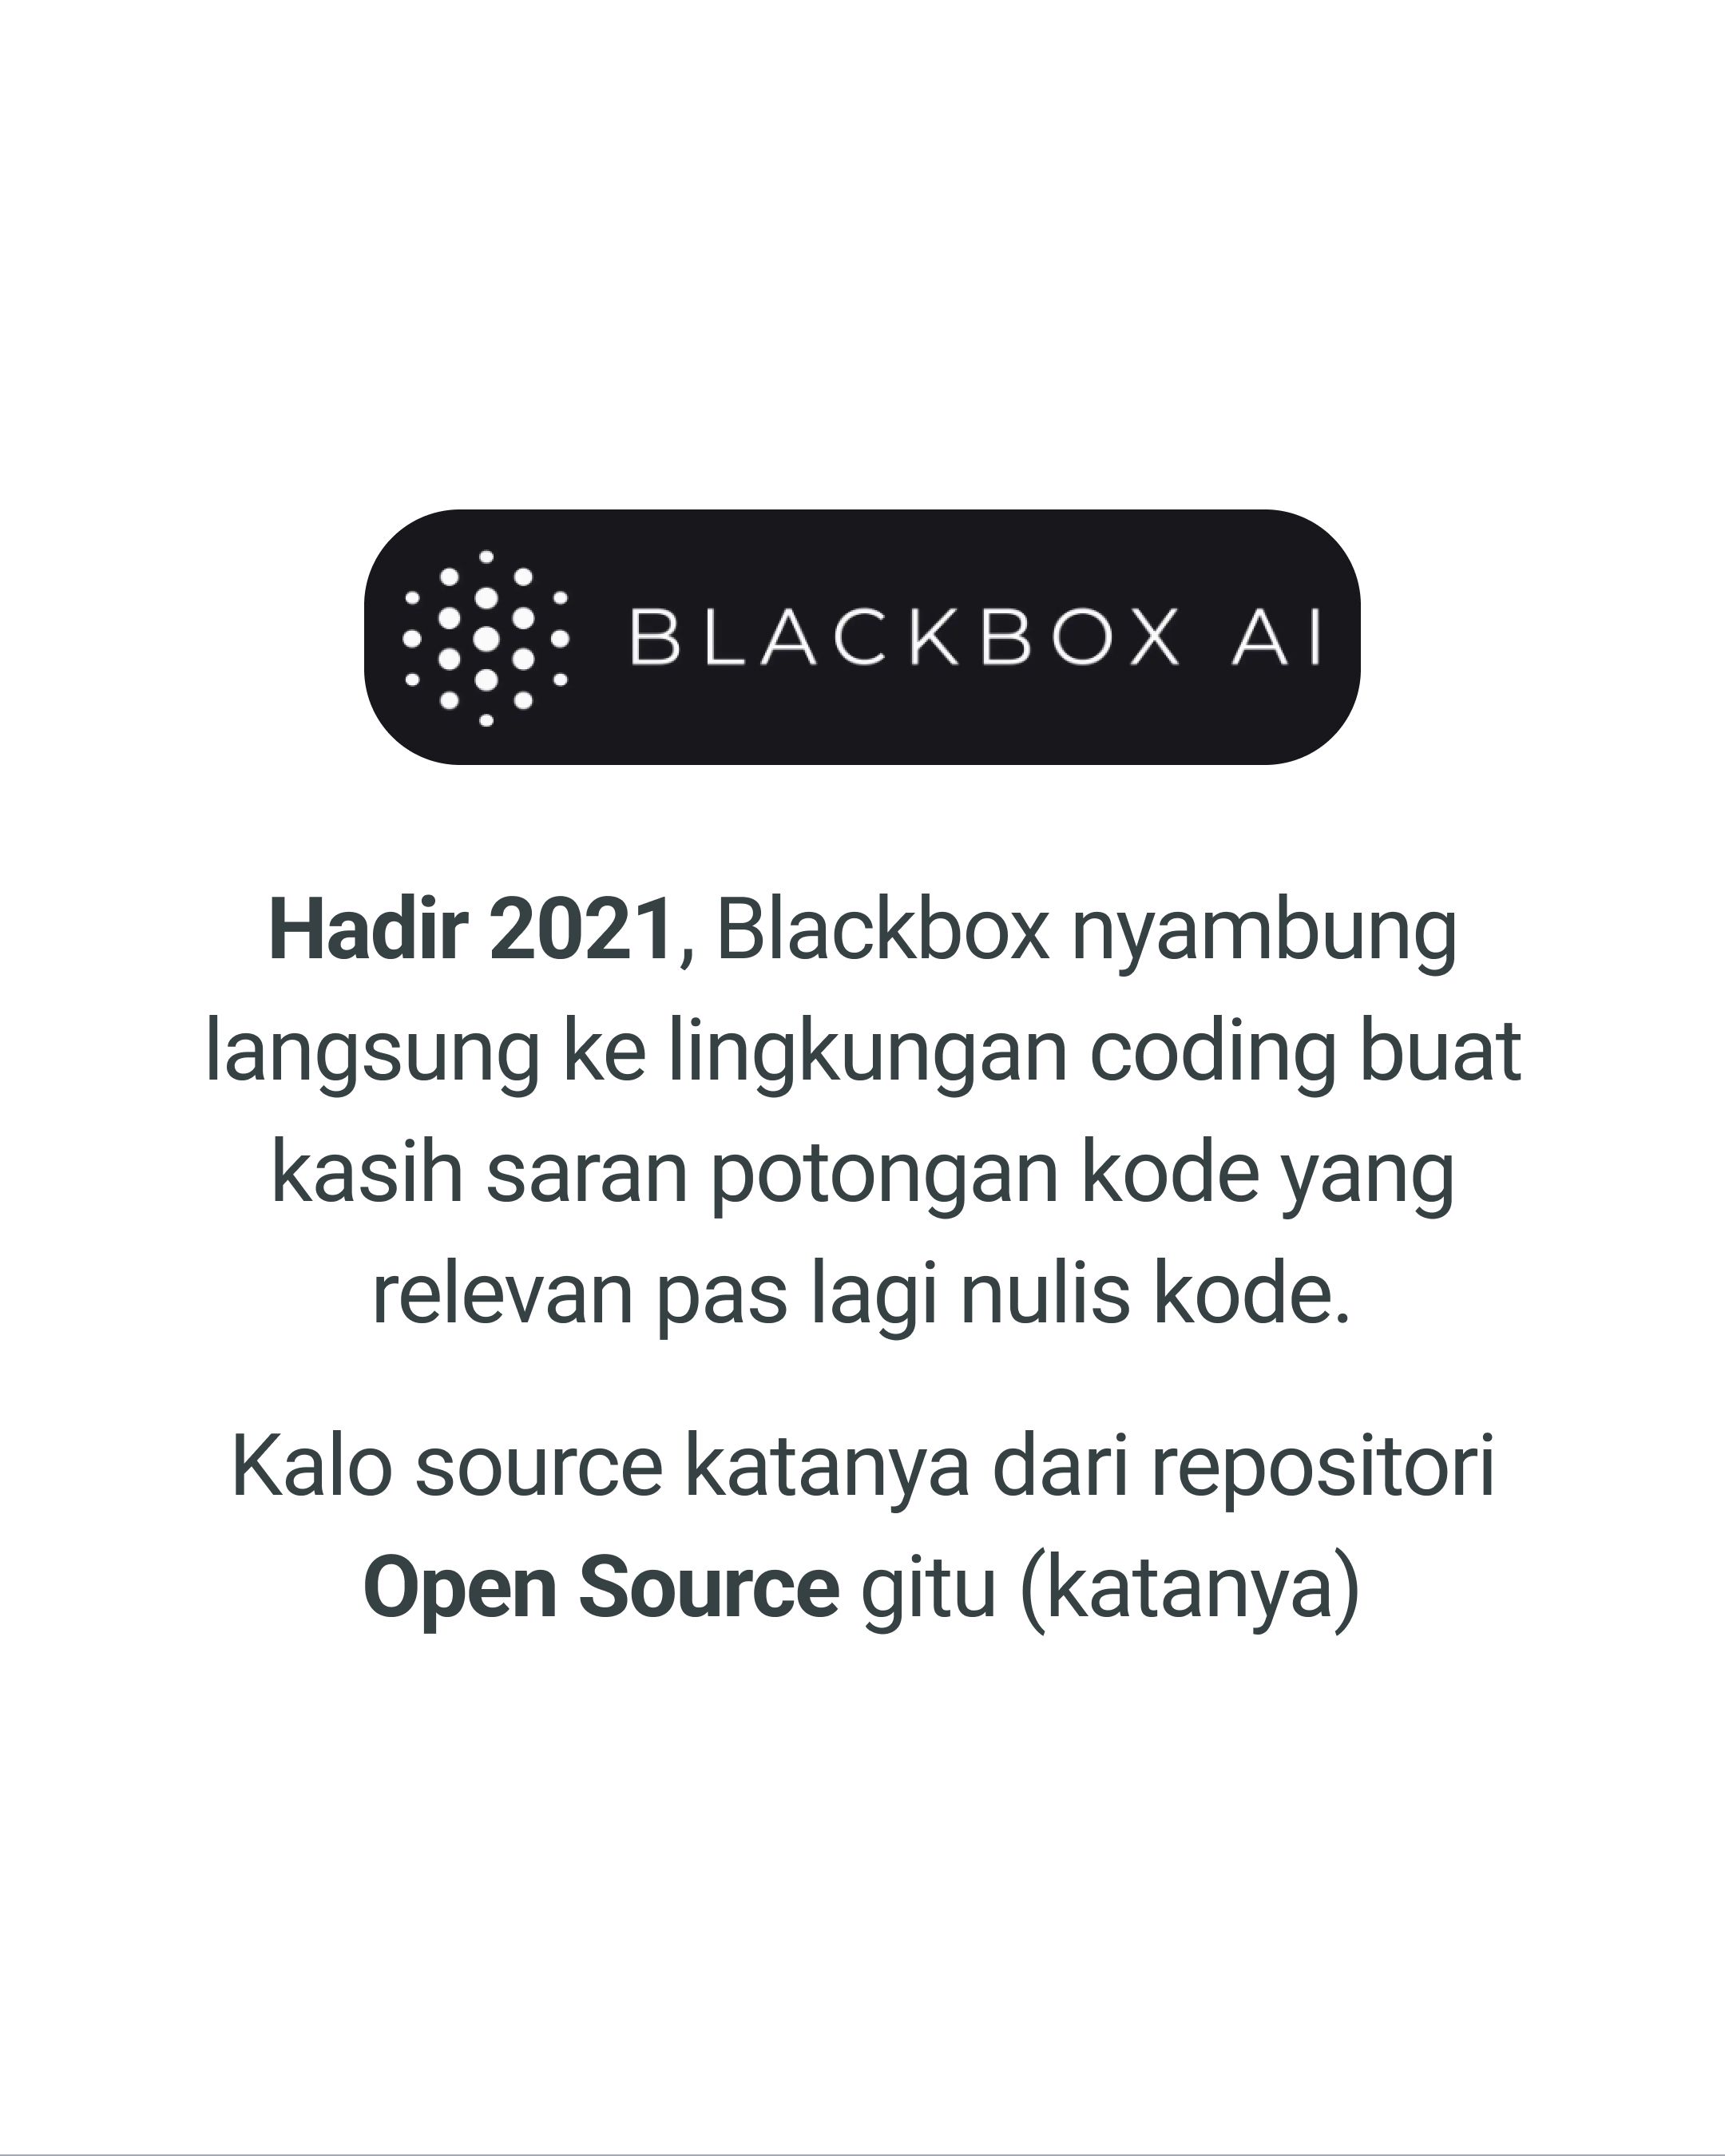 BLACKBOX AI
Hadir 2021, Blackbox nyambung
langsung ke lingkungan coding buat
kasih saran potongan kode yang
relevan pas lagi nulis kode.
Kalo source katanya dari repositori
Open Source gitu (katanya)